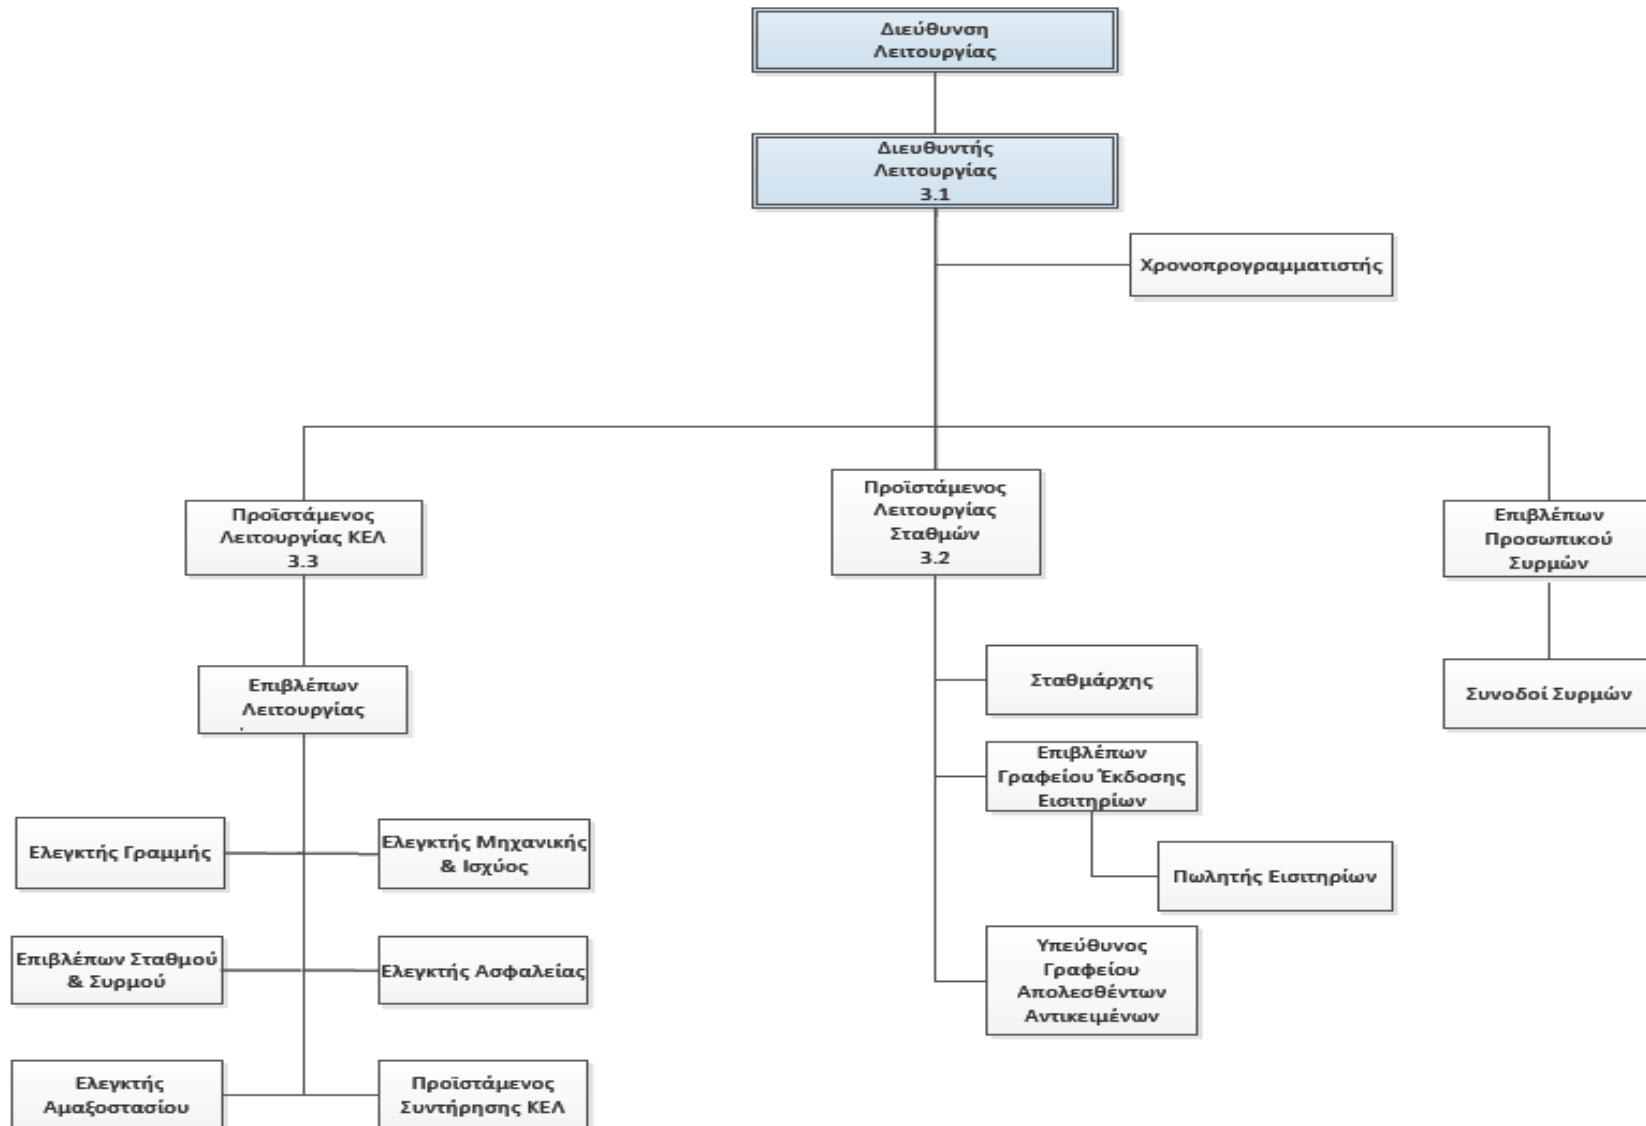 Διεύθυνση
Λειτουργίας
Διευθυντής
Λειτουργίας
3.1
Χρονοπρογραμματιστής
Προϊστάμενος
Λειτουργίας ΚΕΛ
3.3
Προϊστάμενος
Λειτουργίας
Σταθμών
3.2
Επιβλέπων
Προσωπικού
Συρμών
Επιβλέπων
Λειτουργίας
Σταθμάρχης
Συνοδοί Συρμών
Επιβλέπων
Γραφείου Έκδοσης
Εισιτηρίων
Πωλητής Εισιτηρίων
Υπεύθυνος
Γραφείου
Απολεσθέντων
Αντικειμένων
Ελεγκτής Γραμμής
Ελεγκτής Μηχανικής
& Ισχύος
Επιβλέπων Σταθμού
& Συρμού
Ελεγκτής Ασφαλείας
Ελεγκτής
Αμαξοστασίου
Προϊστάμενος
Συντήρησης ΚΕΛ